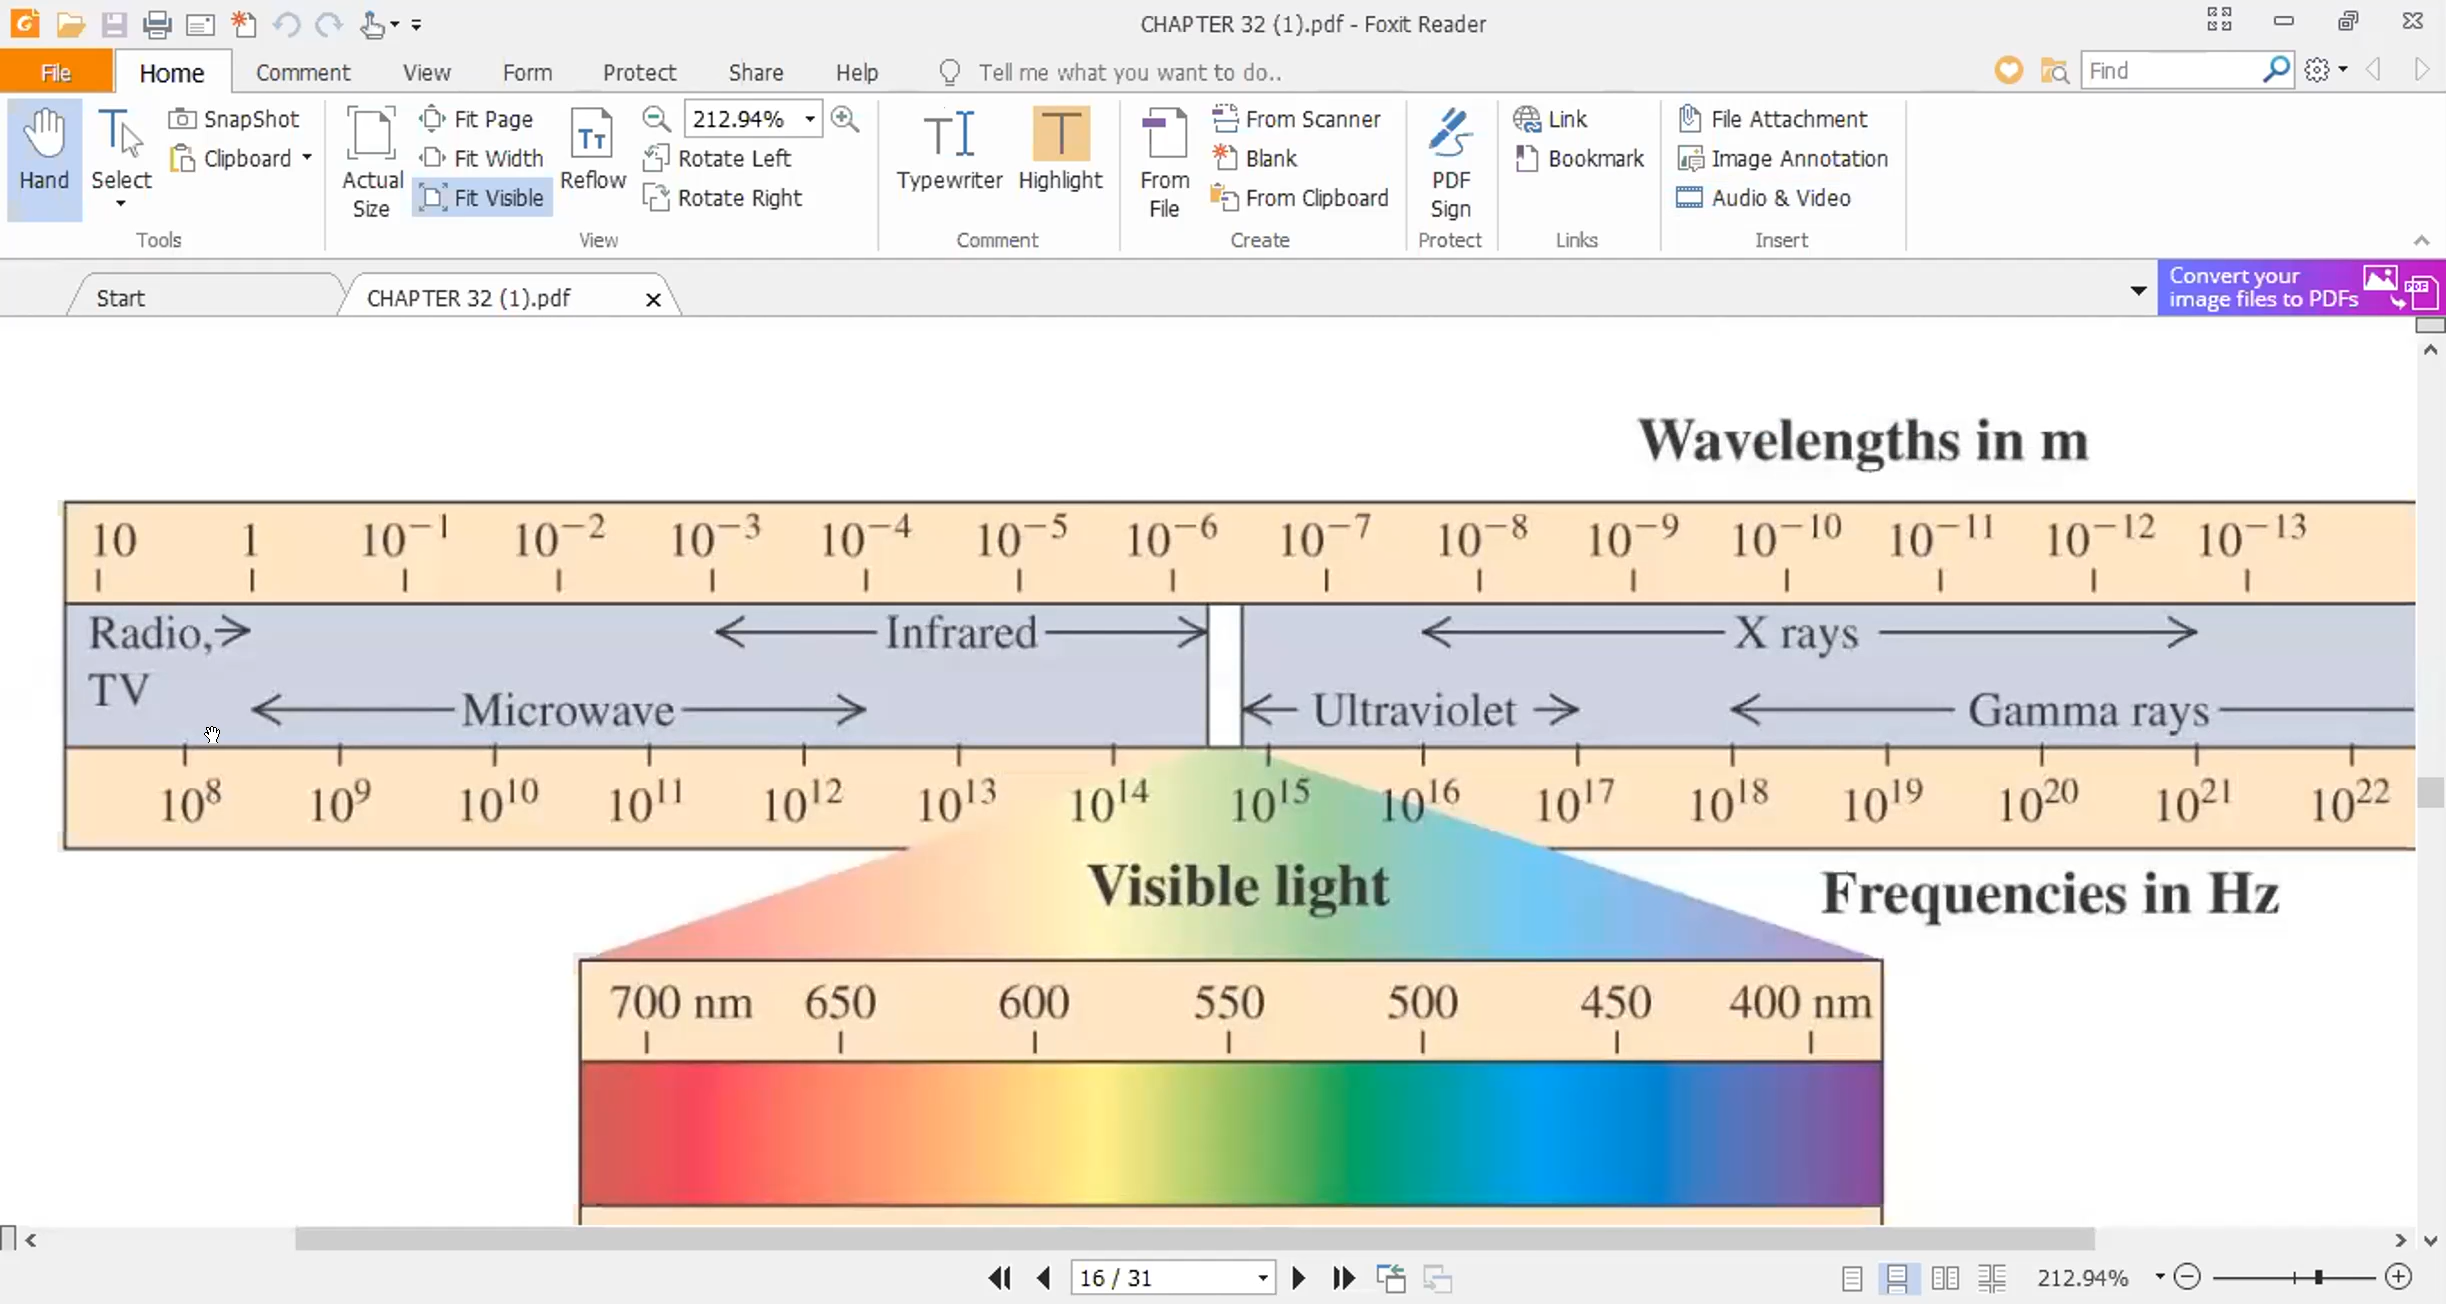 CHAPTER 32 (1).pdf - Foxit Reader
File Home Comment View Form Protect Share Help Tell me what you want to do.. Find
Hand
Select
SnapShot
Clipboard
Tools
Actual
Size
Fit Page
Fit Width
Fit Visible
Reflow
212.94%
Rotate Left
Rotate Right
View
Typewriter
Highlight
Comment
From
File
From Scanner
Blank
From Clipboard
Create
PDF
Sign
Protect
Link
Bookmark
Links
File Attachment
Image Annotation
Audio & Video
Insert
Start CHAPTER 32 (1).pdf
Convert your
image files to PDFs
PDF
Wavelengths in m
10 1 10⁻¹ 10⁻² 10⁻³ 10⁻⁴ 10⁻⁵ 10⁻⁶ 10⁻⁷ 10⁻⁸ 10⁻⁹ 10⁻¹⁰ 10⁻¹¹ 10⁻¹² 10⁻¹³
Radio, Infrared X rays
TV
Microwave Ultraviolet Gamma rays
10⁸ 10⁹ 10¹⁰ 10¹¹ 10¹² 10¹³ 10¹⁴ 10¹⁵ 10¹⁶ 10¹⁷ 10¹⁸ 10¹⁹ 10²⁰ 10²¹ 10²²
Visible light
Frequencies in Hz
700 nm 650 600 550 500 450 400 nm
16 / 31
212.94%